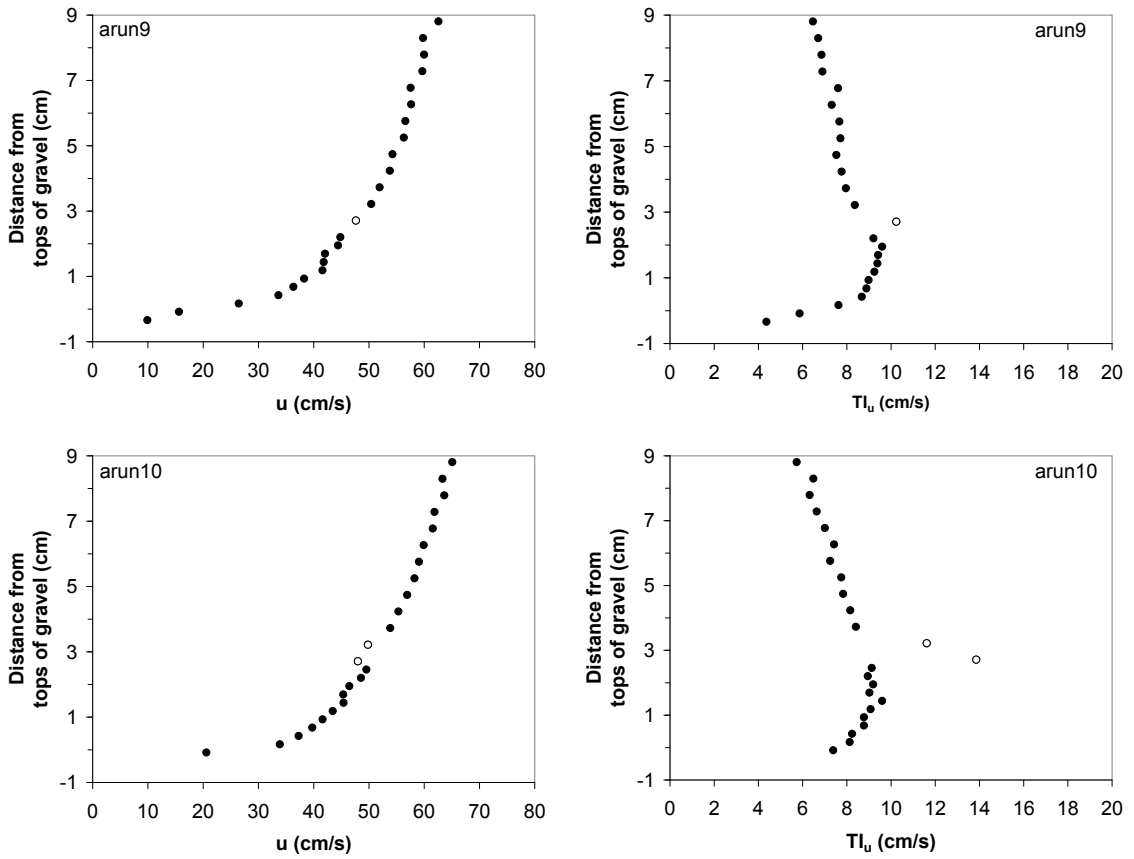 arun9
Distance from
tops of gravel (cm)
9
7
5
3
1
-1
0 10 20 30 40 50 60 70 80
u (cm/s)
arun9
Distance from
tops of gravel (cm)
9
7
5
3
1
-1
0 2 4 6 8 10 12 14 16 18 20
TIu (cm/s)
arun10
Distance from
tops of gravel (cm)
9
7
5
3
1
-1
0 10 20 30 40 50 60 70 80
u (cm/s)
arun10
Distance from
tops of gravel (cm)
9
7
5
3
1
-1
0 2 4 6 8 10 12 14 16 18 20
TIu (cm/s)